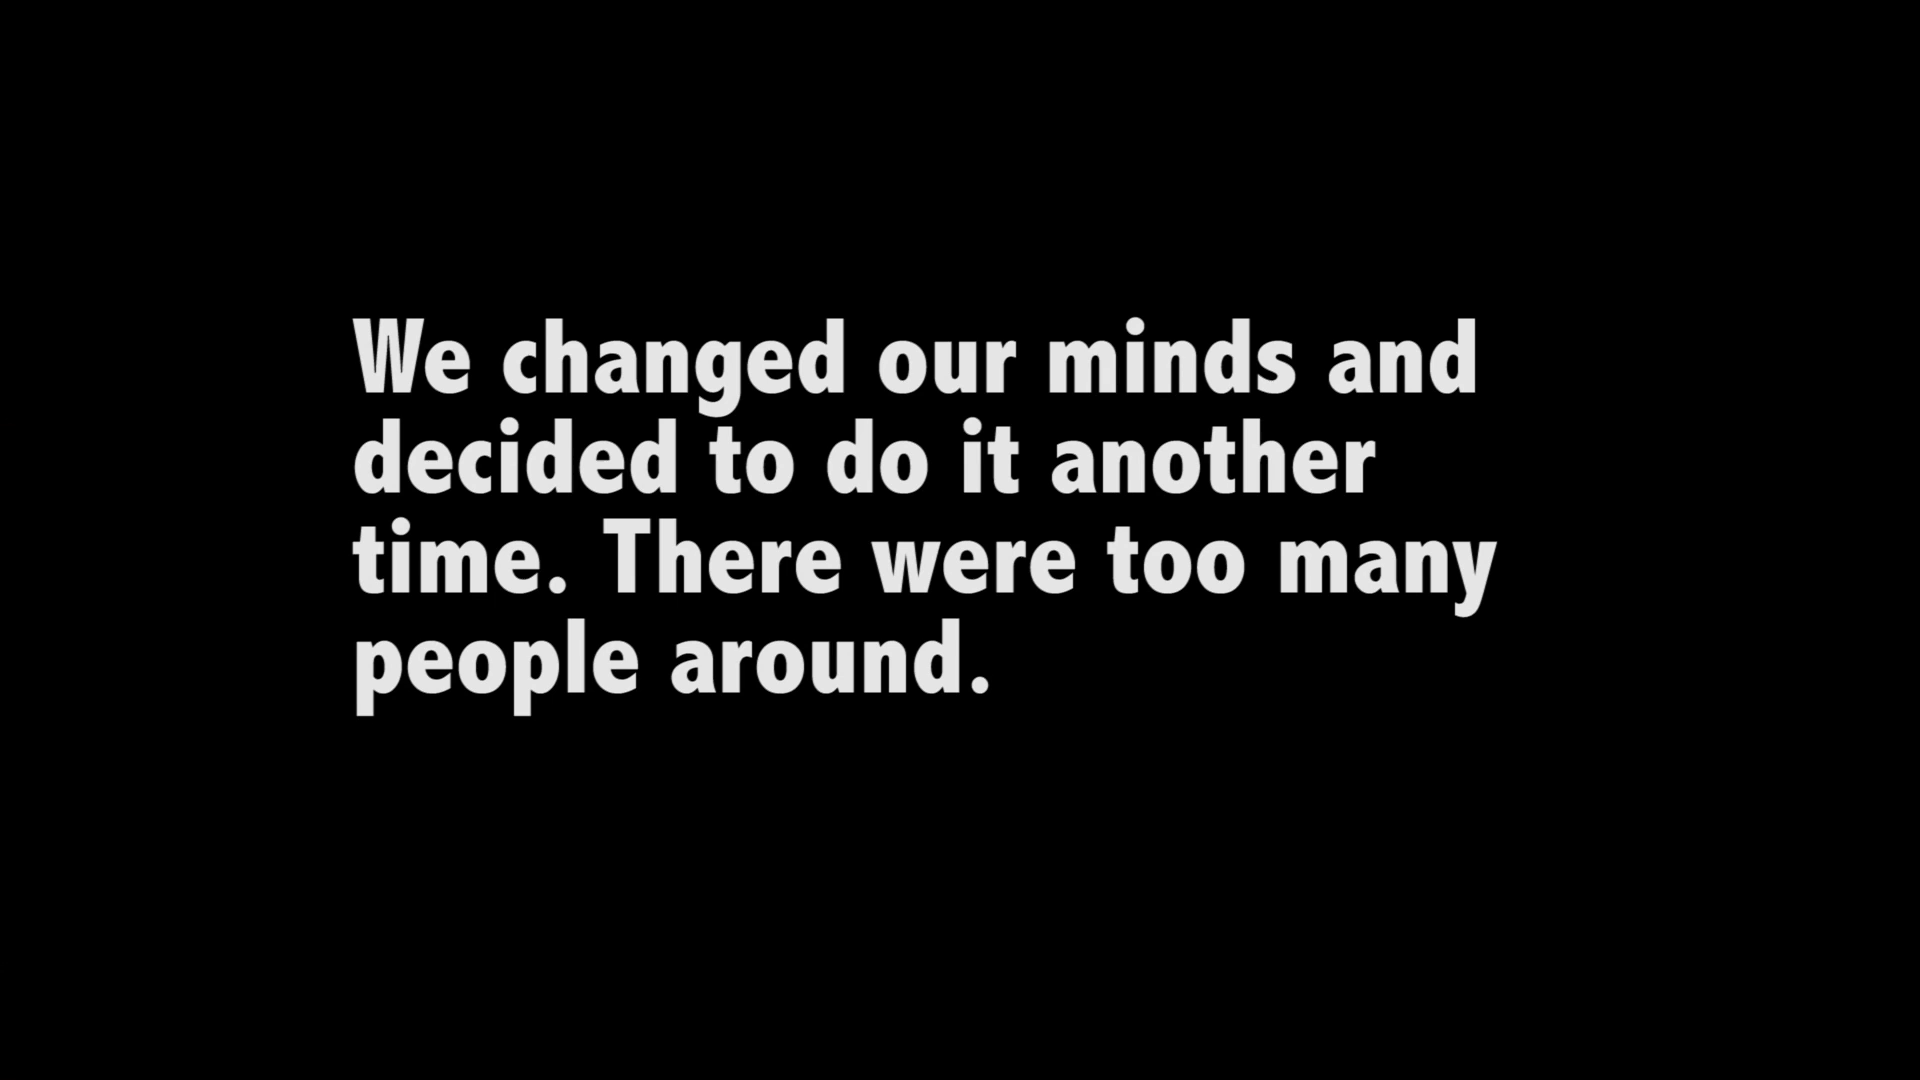 We changed our minds and
decided to do it another
time. There were too many
people around.